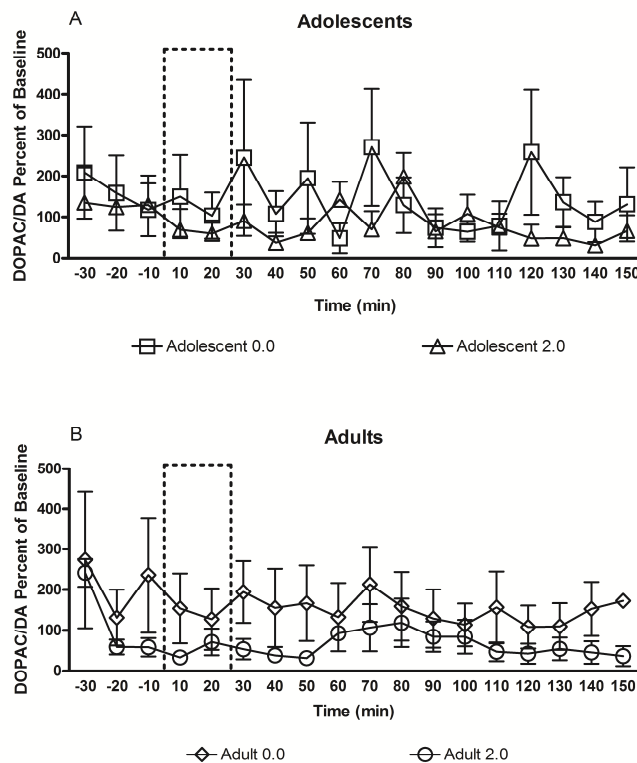 A
Adolescents
DOPAC/DA Percent of Baseline
500
400
300
200
100
0
-30 -20 -10 10 20 30 40 50 60 70 80 90 100 110 120 130 140 150
Time (min)
Adolescent 0.0 Adolescent 2.0
B
Adults
DOPAC/DA Percent of Baseline
500
400
300
200
100
0
-30 -20 -10 10 20 30 40 50 60 70 80 90 100 110 120 130 140 150
Time (min)
Adult 0.0 Adult 2.0